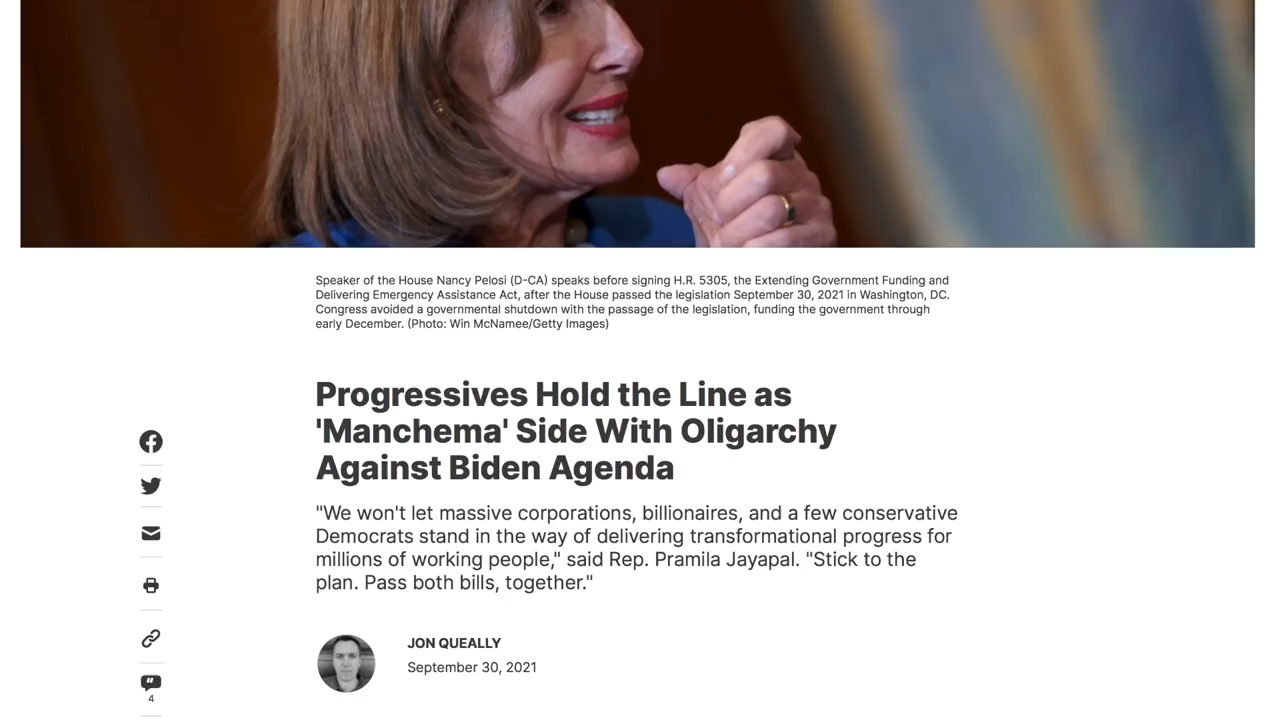 Speaker of the House Nancy Pelosi (D-CA) speaks before signing H.R. 5305, the Extending Government Funding and
Delivering Emergency Assistance Act, after the House passed the legislation September 30, 2021 in Washington, DC.
Congress avoided a governmental shutdown with the passage of the legislation, funding the government through
early December. (Photo: Win McNamee/Getty Images)
Progressives Hold the Line as
'Manchema' Side With Oligarchy
Against Biden Agenda
"We won't let massive corporations, billionaires, and a few conservative
Democrats stand in the way of delivering transformational progress for
millions of working people," said Rep. Pramila Jayapal. "Stick to the
plan. Pass both bills, together."
JON QUEALLY
September 30, 2021
4